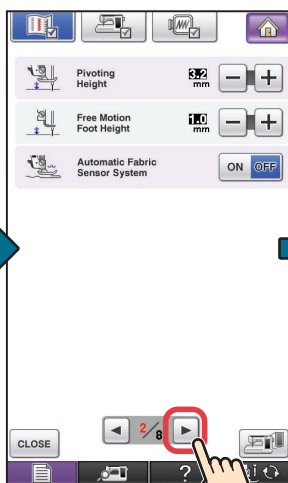 Pivoting
Height
3.2
mm
− +
Free Motion
Foot Height
1.0
mm
− +
Automatic Fabric
Sensor System
ON OFF
2/8
CLOSE
?